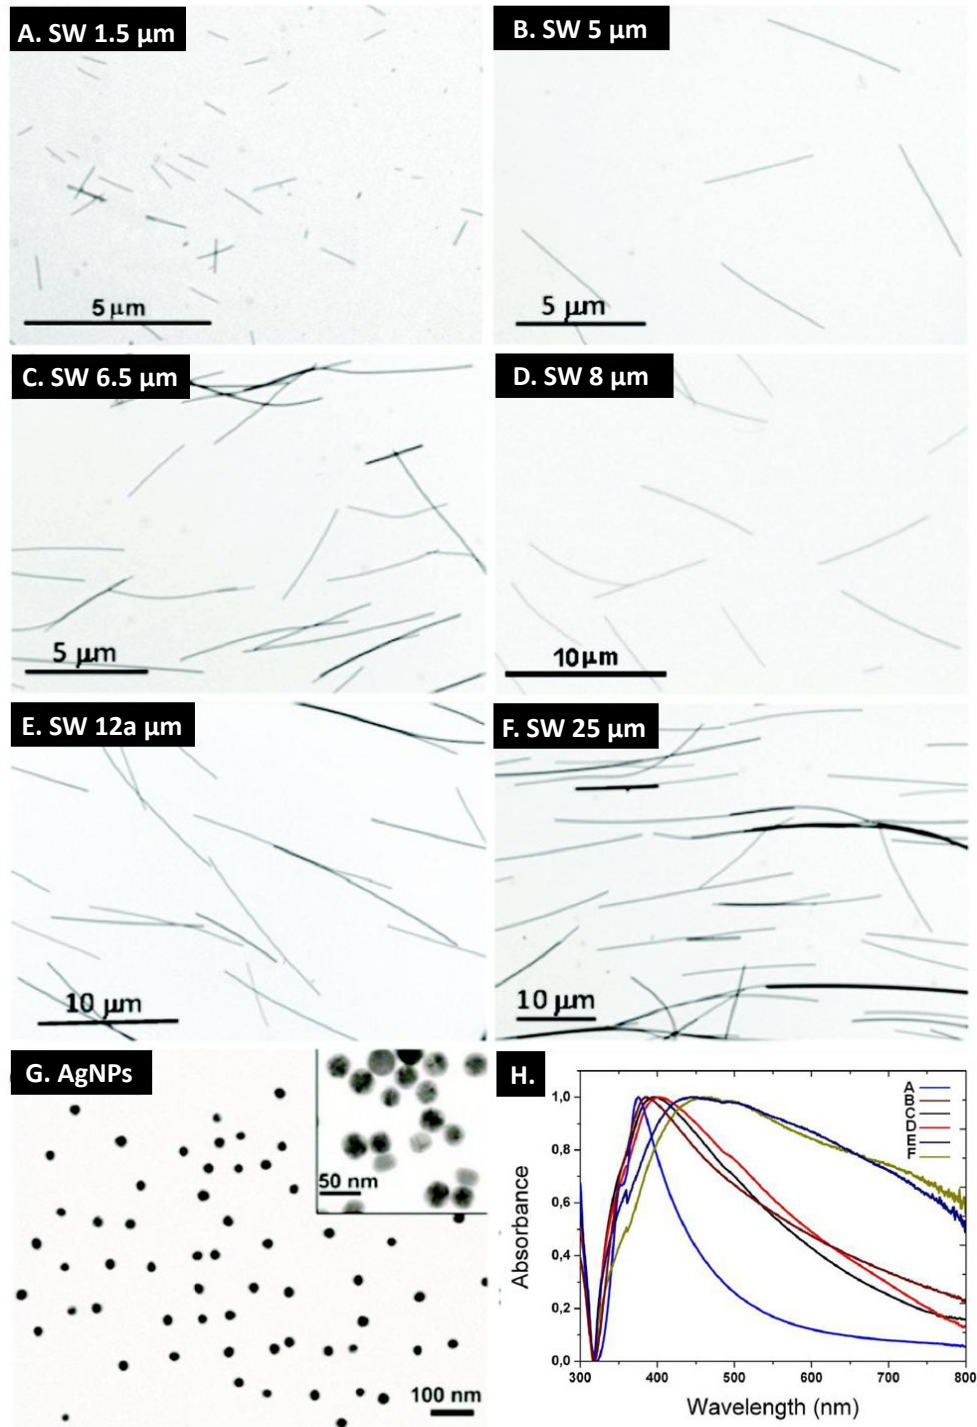 A. SW 1.5 µm
5 µm
B. SW 5 µm
5 µm
C. SW 6.5 µm
5 µm
D. SW 8 µm
10µm
E. SW 12a µm
10 µm
F. SW 25 µm
10 µm
G. AgNPs
50 nm
100 nm
H.
A
B
C
D
E
F
1,0
0,8
0,6
0,4
0,2
0,0
Absorbance
300 400 500 600 700 800
Wavelength (nm)